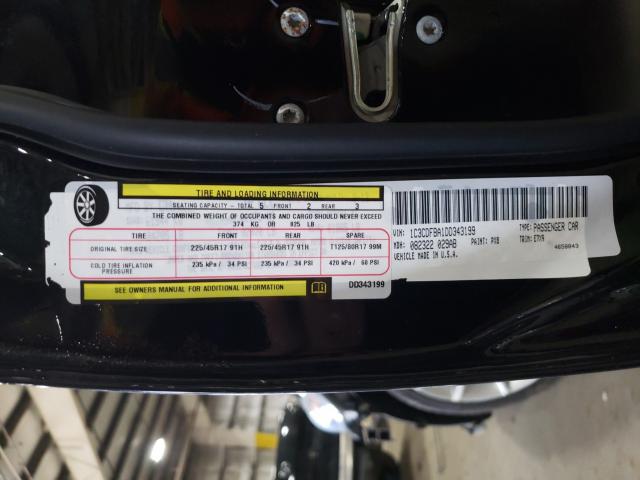 TIRE AND LOADING INFORMATION
SEATING CAPACITY - TOTAL 5 FRONT 2 REAR 3
THE COMBINED WEIGHT OF OCCUPANTS AND CARGO SHOULD NEVER EXCEED
374 KG OR 825 LB
TIRE FRONT REAR SPARE
ORIGINAL TIRE SIZE 225/45R17 91H 225/45R17 91H T125/80R17 99M
COLD TIRE INFLATION PRESSURE 235 kPa / 34 PSI 235 kPa / 34 PSI 420 kPa / 60 PSI
SEE OWNERS MANUAL FOR ADDITIONAL INFORMATION
DD343199
VIN: 1C3CDFBA1DD343199 TYPE: PASSENGER CAR
MDH: 082322 029AB PAINT: PXB TRIM: E7X9
VEHICLE MADE IN U.S.A. 4658043